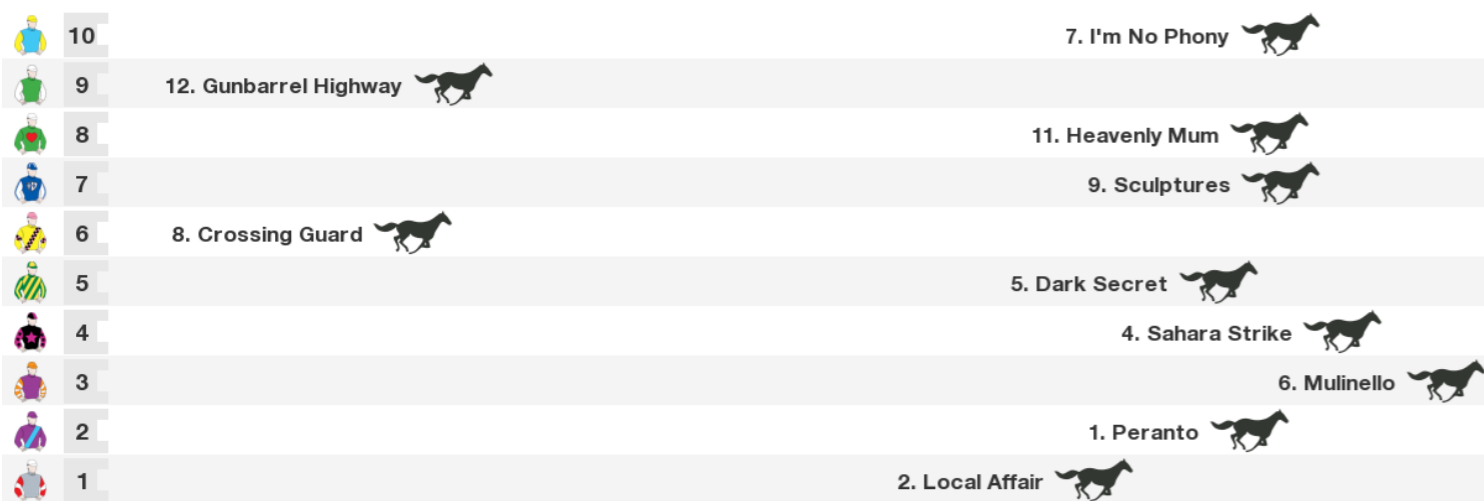 10 7. I'm No Phony
9 12. Gunbarrel Highway
8 11. Heavenly Mum
7 9. Sculptures
6 8. Crossing Guard
5 5. Dark Secret
4 4. Sahara Strike
3 6. Mulinello
2 1. Peranto
1 2. Local Affair